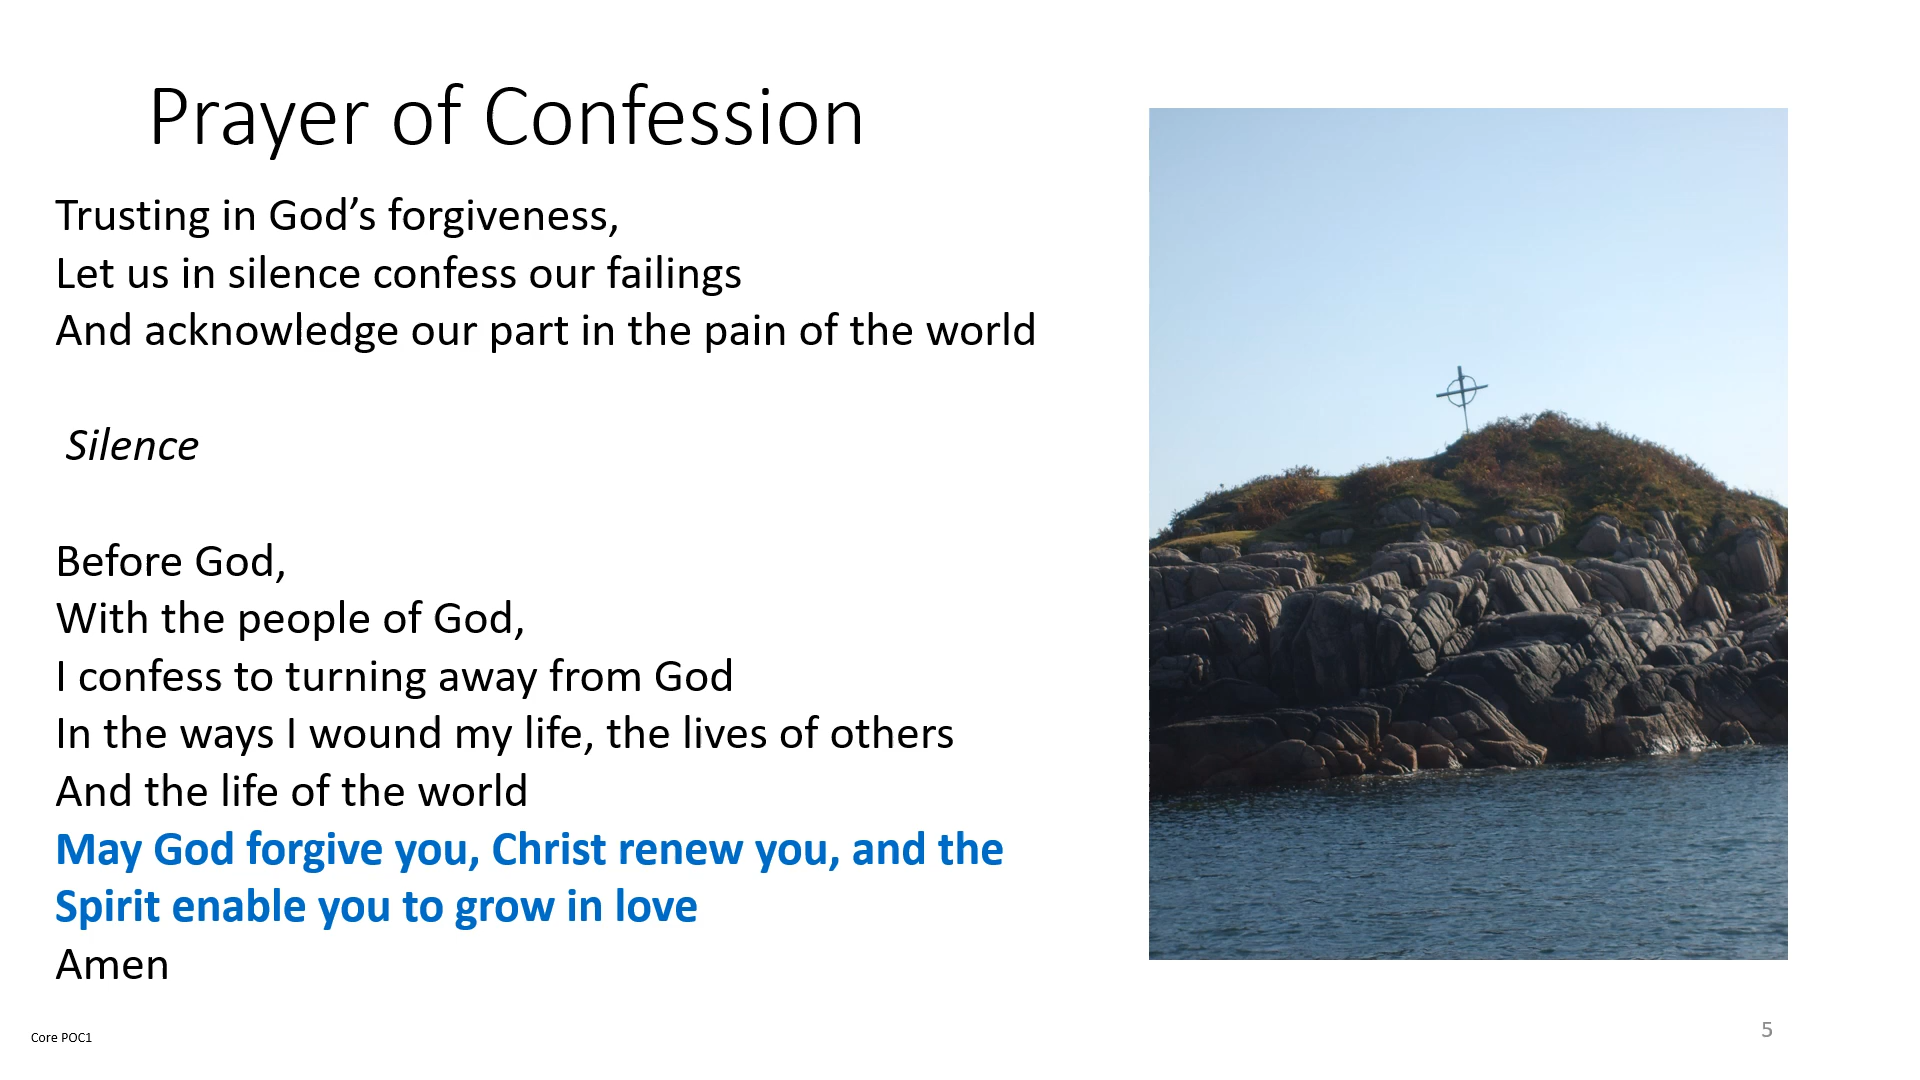 Prayer of Confession
Trusting in God’s forgiveness,
Let us in silence confess our failings
And acknowledge our part in the pain of the world
Silence
Before God,
With the people of God,
I confess to turning away from God
In the ways I wound my life, the lives of others
And the life of the world
May God forgive you, Christ renew you, and the
Spirit enable you to grow in love
Amen
Core POC1
5